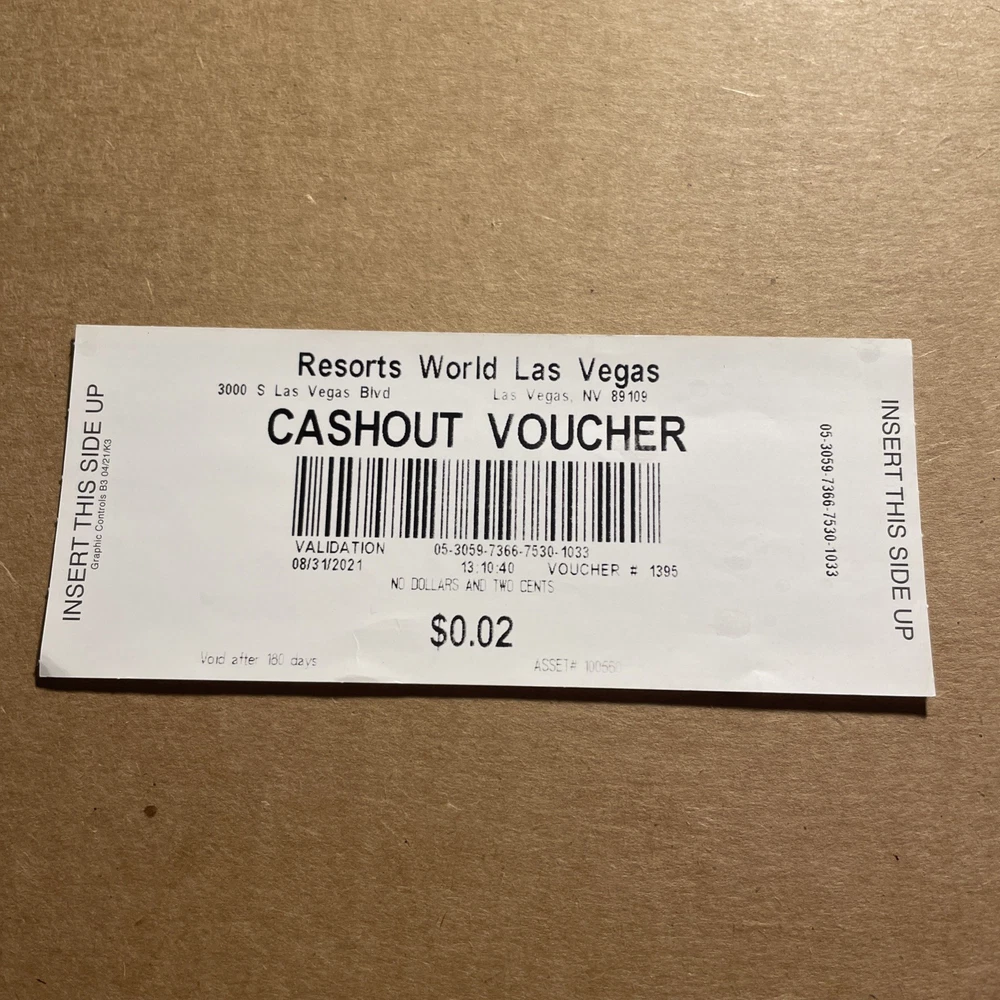 Resorts World Las Vegas
3000 S Las Vegas Blvd Las Vegas, NV 89109
CASHOUT VOUCHER
VALIDATION 05-3059-7366-7530-1033
08/31/2021 13:10:40 VOUCHER # 1395
NO DOLLARS AND TWO CENTS
$0.02
Void after 180 days ASSET#
INSERT THIS SIDE UP
Graphic Controls B3 04/21/K3
05-3059-7366-7530-1033
INSERT THIS SIDE UP